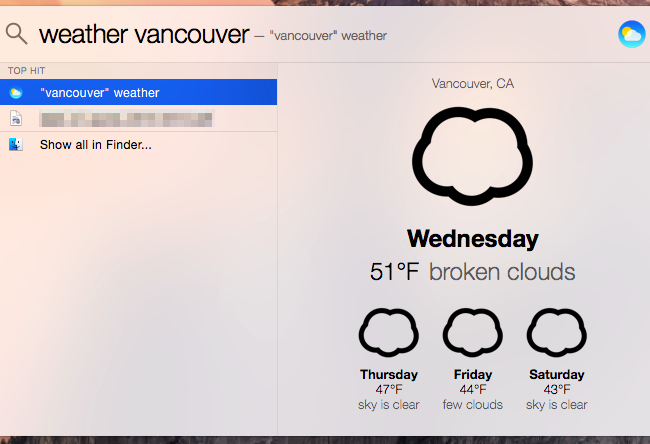 weather vancouver — "vancouver" weather
TOP HIT
"vancouver" weather
Show all in Finder...
Vancouver, CA
Wednesday
51°F broken clouds
Thursday Friday Saturday
47°F 44°F 43°F
sky is clear few clouds sky is clear